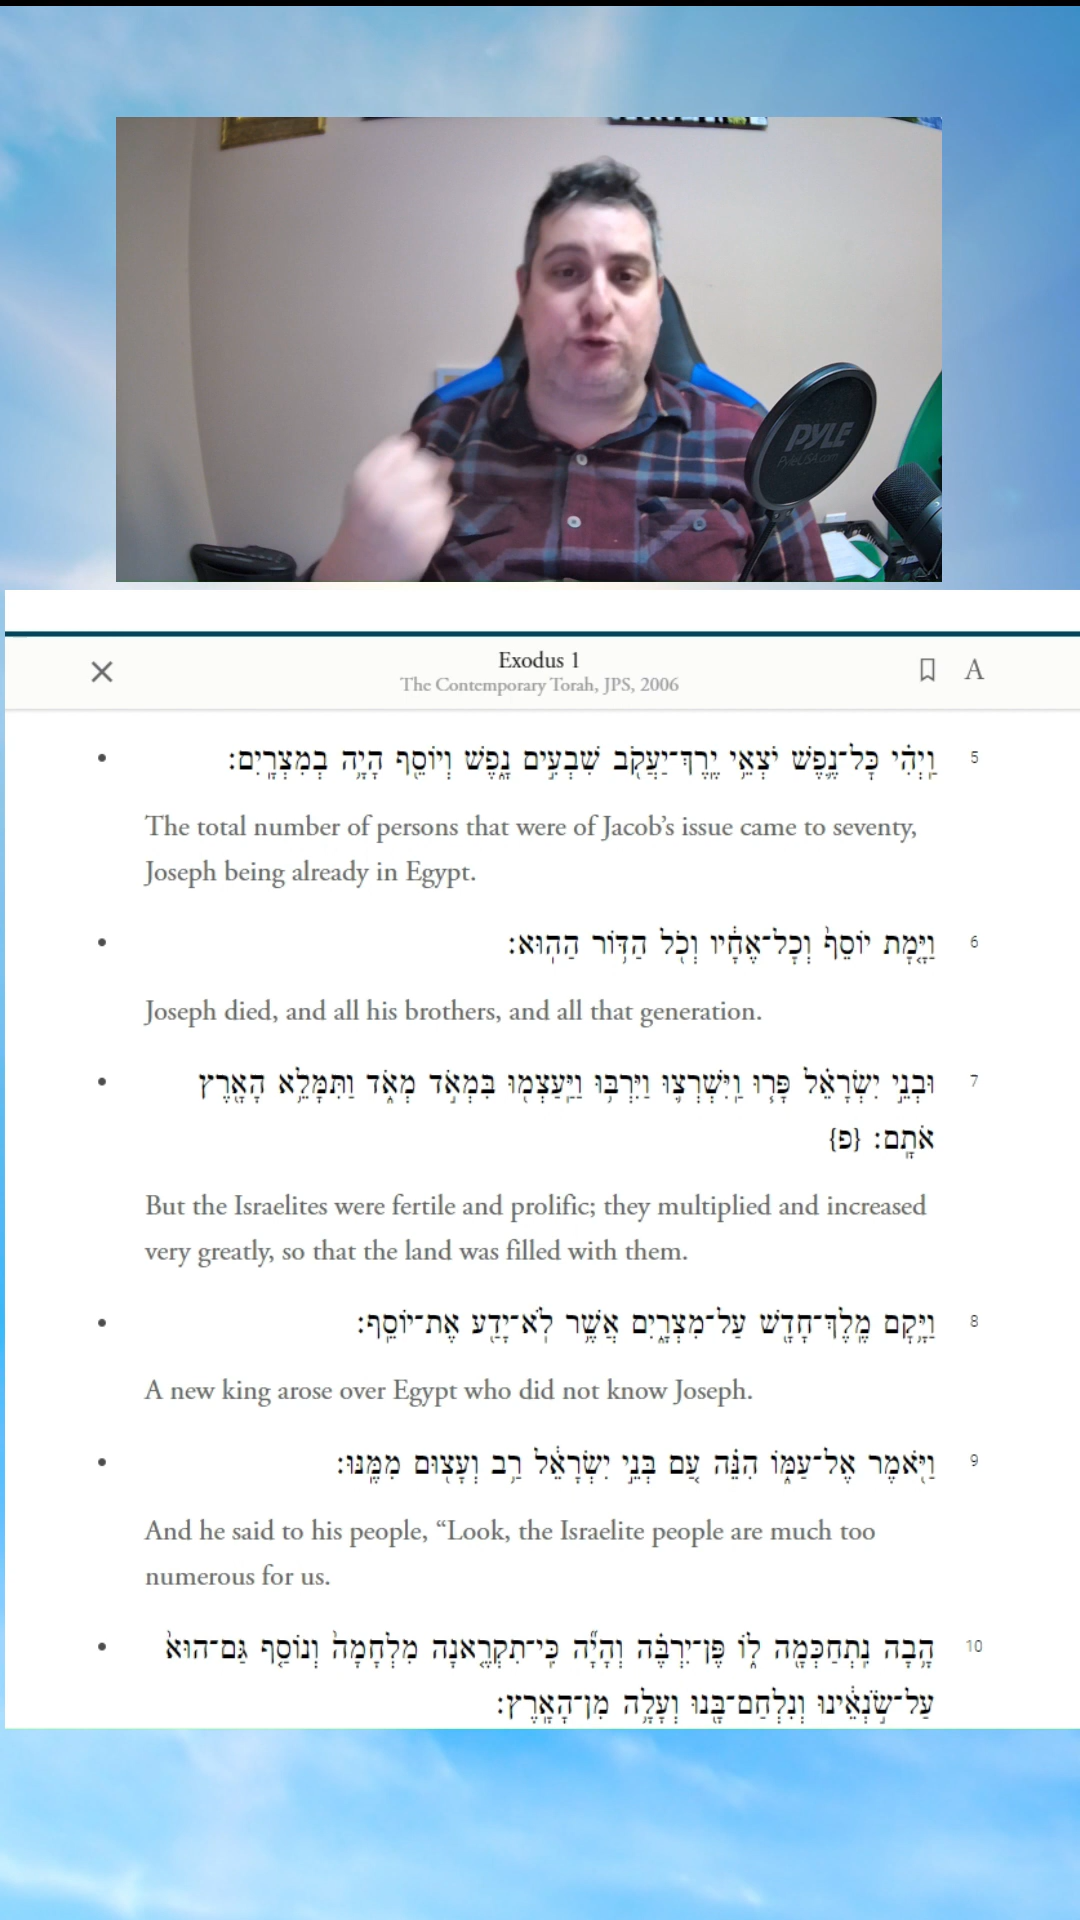 PYLE
PyleUSA.com
Exodus 1
The Contemporary Torah, JPS, 2006
A
וַֽיְהִ֗י כׇּל־נֶ֛פֶשׁ יֹצְאֵ֥י יֶֽרֶךְ־יַעֲקֹ֖ב שִׁבְעִ֣ים נָ֑פֶשׁ וְיוֹסֵ֖ף הָיָ֥ה בְמִצְרָֽיִם׃ 5
The total number of persons that were of Jacob’s issue came to seventy,
Joseph being already in Egypt.
וַיָּ֤מׇת יוֹסֵף֙ וְכׇל־אֶחָ֔יו וְכֹ֖ל הַדּ֥וֹר הַהֽוּא׃ 6
Joseph died, and all his brothers, and all that generation.
וּבְנֵ֣י יִשְׂרָאֵ֗ל פָּר֧וּ וַֽיִּשְׁרְצ֛וּ וַיִּרְבּ֥וּ וַיַּֽעַצְמ֖וּ בִּמְאֹ֣ד מְאֹ֑ד וַתִּמָּלֵ֥א הָאָ֖רֶץ 7
אֹתָֽם׃ {פ}
But the Israelites were fertile and prolific; they multiplied and increased
very greatly, so that the land was filled with them.
וַיָּ֥קׇם מֶֽלֶךְ־חָדָ֖שׁ עַל־מִצְרָ֑יִם אֲשֶׁ֥ר לֹֽא־יָדַ֖ע אֶת־יוֹסֵֽף׃ 8
A new king arose over Egypt who did not know Joseph.
וַיֹּ֖אמֶר אֶל־עַמּ֑וֹ הִנֵּ֗ה עַ֚ם בְּנֵ֣י יִשְׂרָאֵ֔ל רַ֥ב וְעָצ֖וּם מִמֶּֽנּוּ׃ 9
And he said to his people, “Look, the Israelite people are much too
numerous for us.
הָ֥בָה נִֽתְחַכְּמָ֖ה ל֑וֹ פֶּן־יִרְבֶּ֗ה וְהָיָ֞ה כִּֽי־תִקְרֶ֤אנָה מִלְחָמָה֙ וְנוֹסַ֤ף גַּם־הוּא֙ 10
עַל־שֹׂ֣נְאֵ֔ינוּ וְנִלְחַם־בָּ֖נוּ וְעָלָ֥ה מִן־הָאָֽרֶץ׃